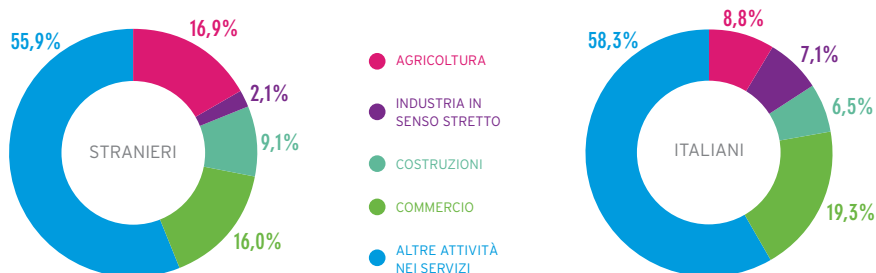 55,9%
16,9%
2,1%
9,1%
16,0%
STRANIERI
AGRICOLTURA
INDUSTRIA IN
SENSO STRETTO
COSTRUZIONI
COMMERCIO
ALTRE ATTIVITÀ
NEI SERVIZI
58,3%
8,8%
7,1%
6,5%
19,3%
ITALIANI